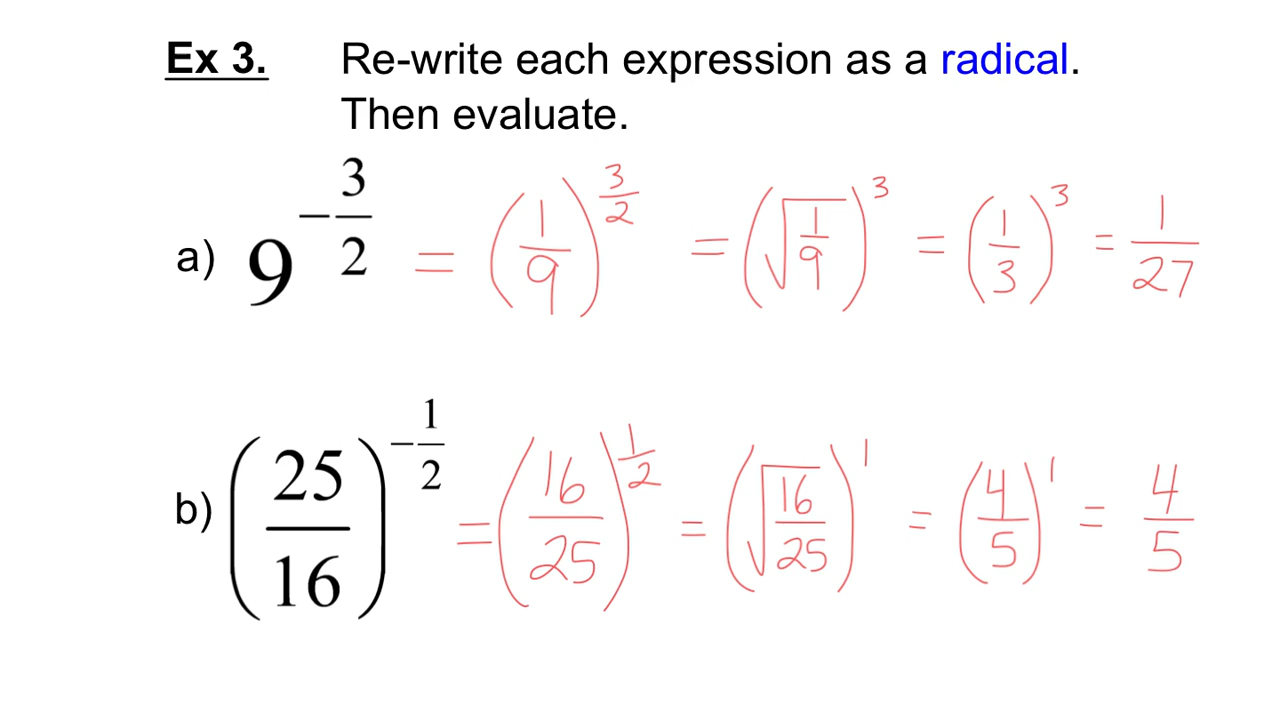 Ex 3. Re-write each expression as a radical.
Then evaluate.
a) 9^(-3/2) = (1/9)^(3/2) = (√(1/9))^3 = (1/3)^3 = 1/27
b) (25/16)^(-1/2) = (16/25)^(1/2) = (√(16/25))^1 = (4/5)^1 = 4/5